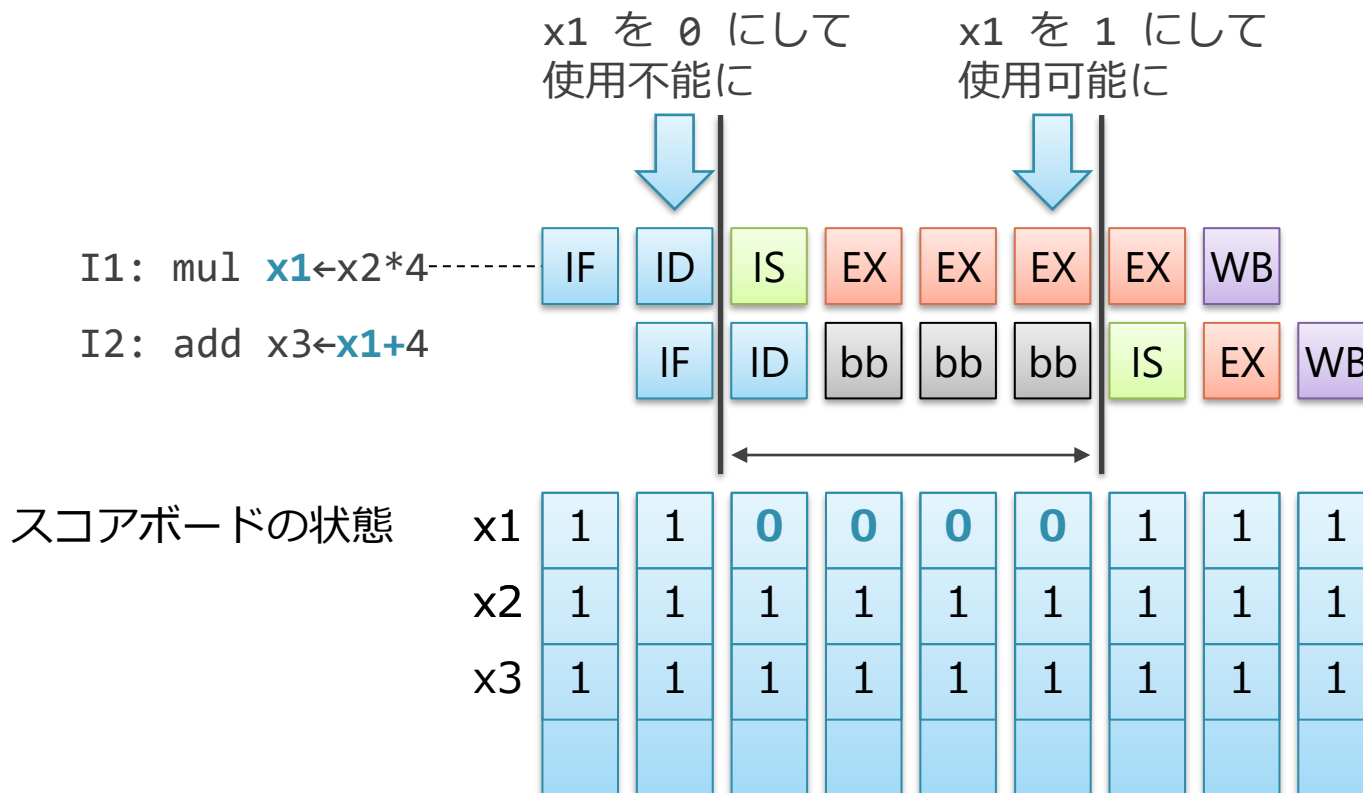 x1 を 0 にして
使用不能に
x1 を 1 にして
使用可能に
I1: mul x1←x2*4
IF ID IS EX EX EX EX WB
I2: add x3←x1+4
IF ID bb bb bb IS EX WB
スコアボードの状態
x1 1 1 0 0 0 0 1 1 1
x2 1 1 1 1 1 1 1 1 1
x3 1 1 1 1 1 1 1 1 1